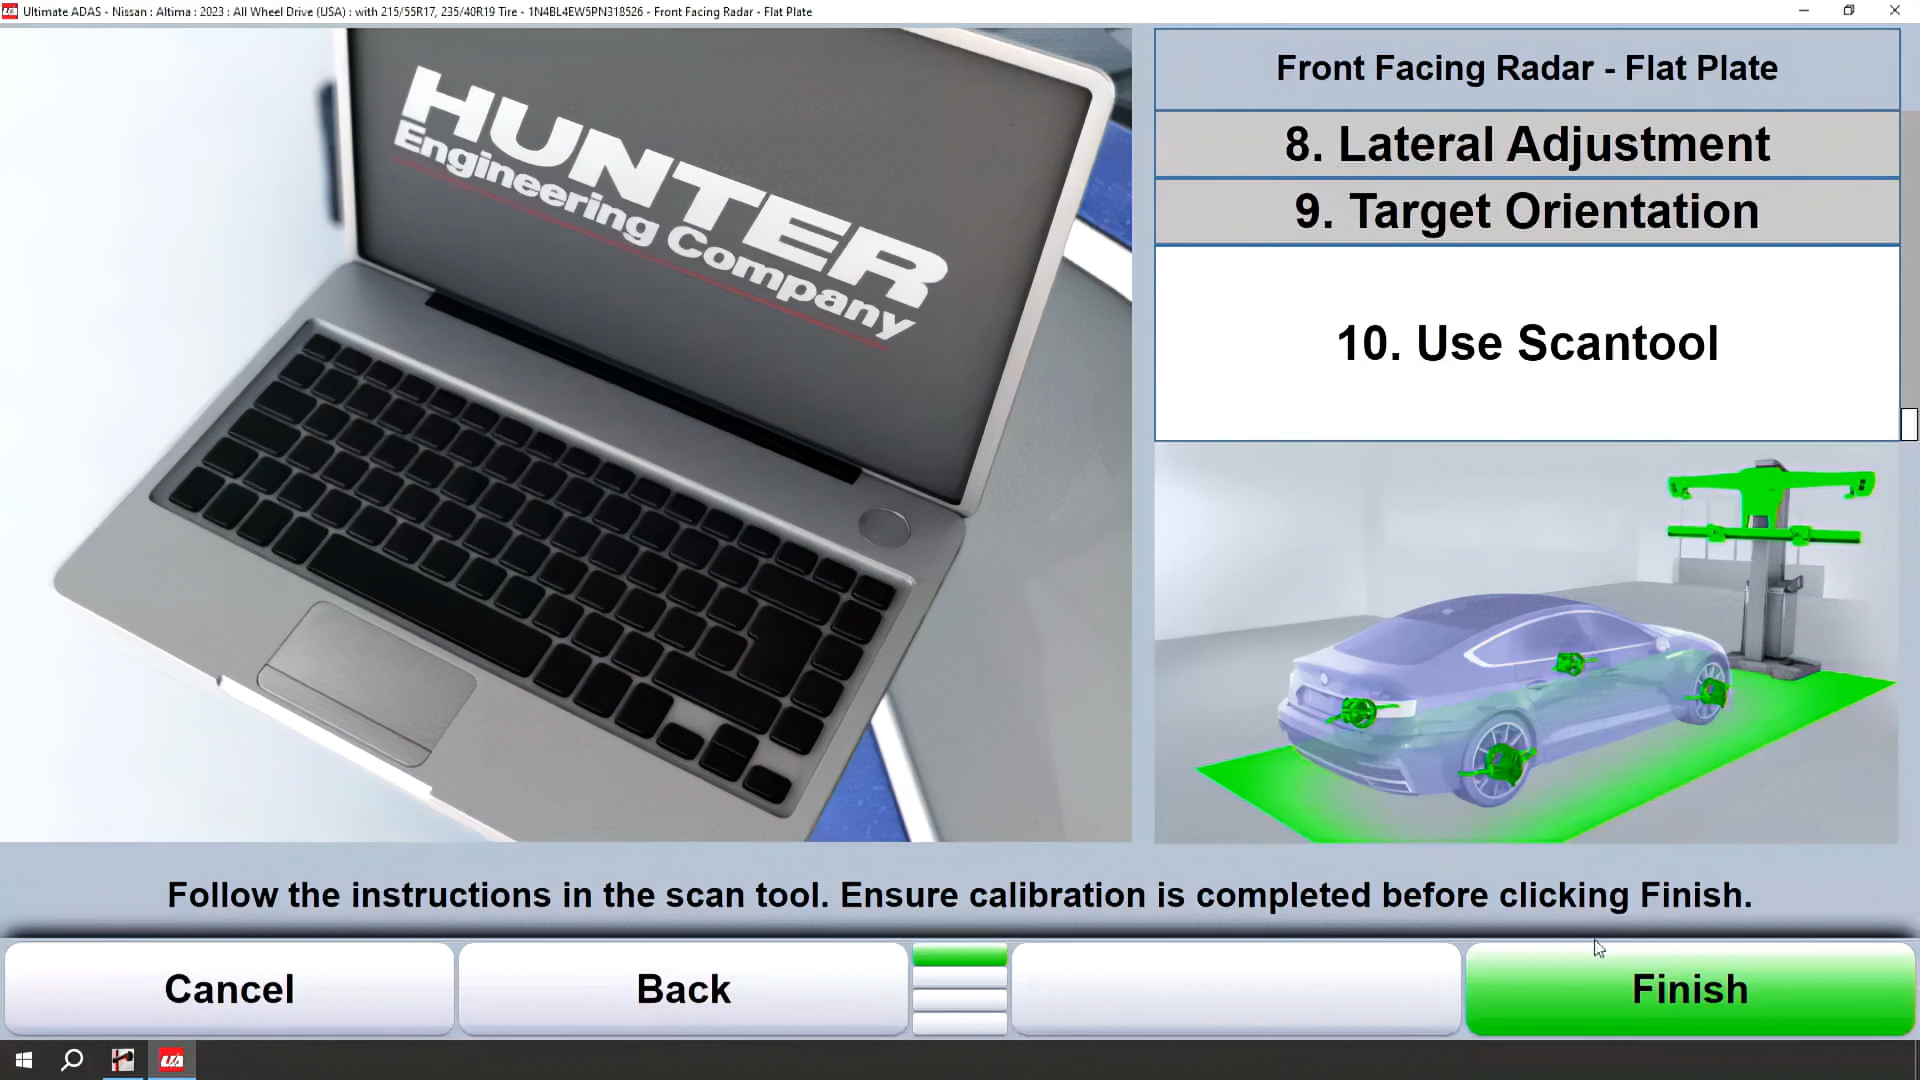 Ultimate ADAS - Nissan : Altima : 2023 : All Wheel Drive (USA) : with 215/55R17, 235/40R19 Tire - 1N4BL4EW5PN318526 - Front Facing Radar - Flat Plate
HUNTER
Engineering Company
Front Facing Radar - Flat Plate
8. Lateral Adjustment
9. Target Orientation
10. Use Scantool
Follow the instructions in the scan tool. Ensure calibration is completed before clicking Finish.
Cancel
Back
Finish